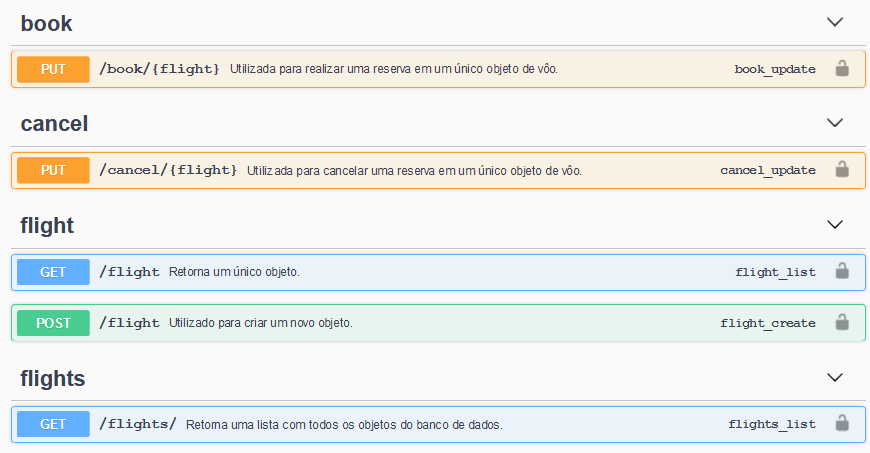 book
PUT /book/{flight} Utilizada para realizar uma reserva em um único objeto de vôo. book_update
cancel
PUT /cancel/{flight} Utilizada para cancelar uma reserva em um único objeto de vôo. cancel_update
flight
GET /flight Retorna um único objeto. flight_list
POST /flight Utilizado para criar um novo objeto. flight_create
flights
GET /flights/ Retorna uma lista com todos os objetos do banco de dados. flights_list